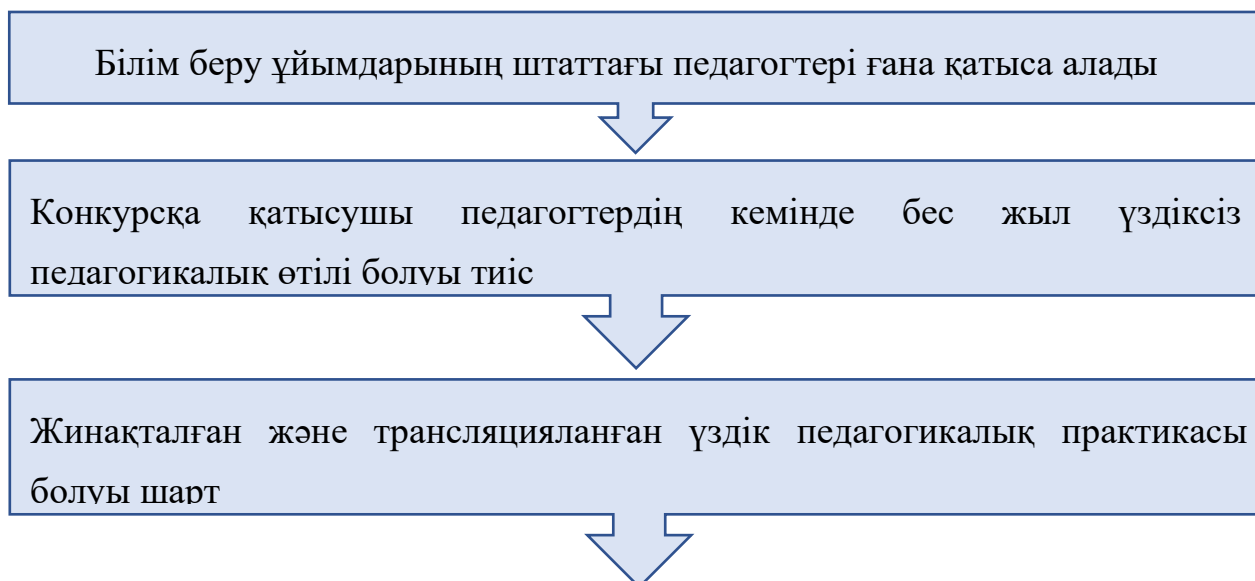 Білім беру ұйымдарының штаттағы педагогтері ғана қатыса алады
Конкурсқа қатысушы педагогтердің кемінде бес жыл үздіксіз
педагогикалық өтілі болуы тиіс
Жинақталған және трансляцияланған үздік педагогикалық практикасы
болуы шарт